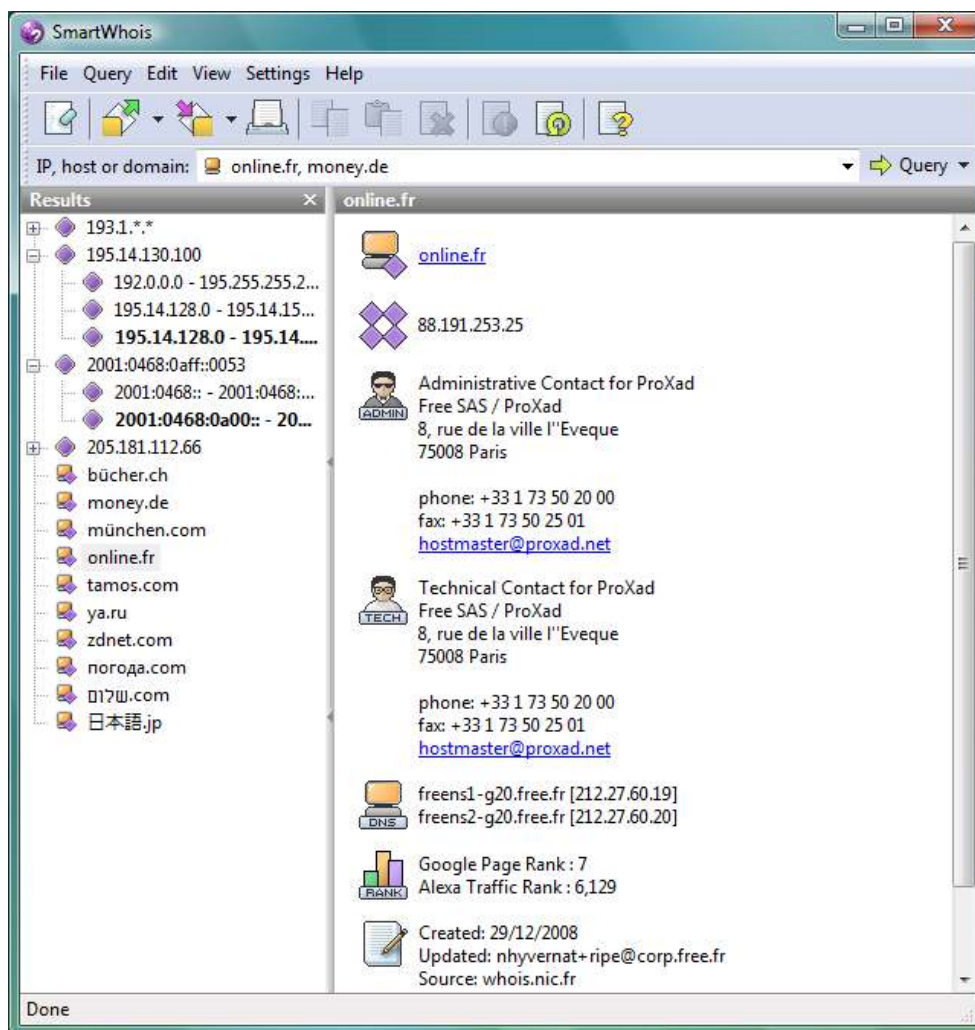 SmartWhois
File Query Edit View Settings Help
IP, host or domain: online.fr, money.de Query
Results
193.1.*.*
195.14.130.100
192.0.0.0 - 195.255.255.2...
195.14.128.0 - 195.14.15...
195.14.128.0 - 195.14....
2001:0468:0aff::0053
2001:0468:: - 2001:0468:...
2001:0468:0a00:: - 20...
205.181.112.66
bücher.ch
money.de
münchen.com
online.fr
tamos.com
ya.ru
zdnet.com
погода.com
שלום.com
日本語.jp
online.fr
online.fr
88.191.253.25
ADMIN
Administrative Contact for ProXad
Free SAS / ProXad
8, rue de la ville l''Eveque
75008 Paris
phone: +33 1 73 50 20 00
fax: +33 1 73 50 25 01
hostmaster@proxad.net
TECH
Technical Contact for ProXad
Free SAS / ProXad
8, rue de la ville l''Eveque
75008 Paris
phone: +33 1 73 50 20 00
fax: +33 1 73 50 25 01
hostmaster@proxad.net
DNS
freens1-g20.free.fr [212.27.60.19]
freens2-g20.free.fr [212.27.60.20]
RANK
Google Page Rank : 7
Alexa Traffic Rank : 6,129
Created: 29/12/2008
Updated: nhyvernat+ripe@corp.free.fr
Source: whois.nic.fr
Done